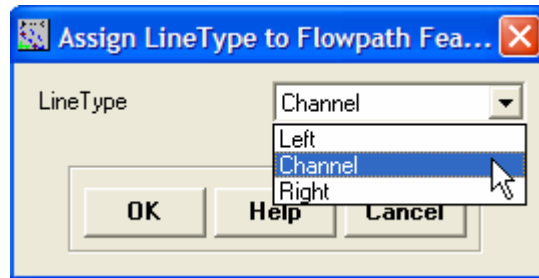 Assign LineType to Flowpath Fea...
LineType
Channel
Left
Channel
Right
OK
Help
Cancel